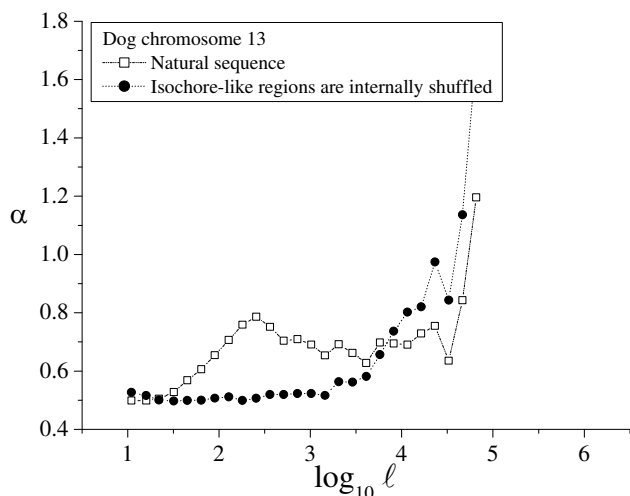 1.8
Dog chromosome 13
Natural sequence
Isochore-like regions are internally shuffled
1.6
1.4
1.2
α
1.0
0.8
0.6
0.4
1 2 3 4 5 6
log₁₀ ℓ